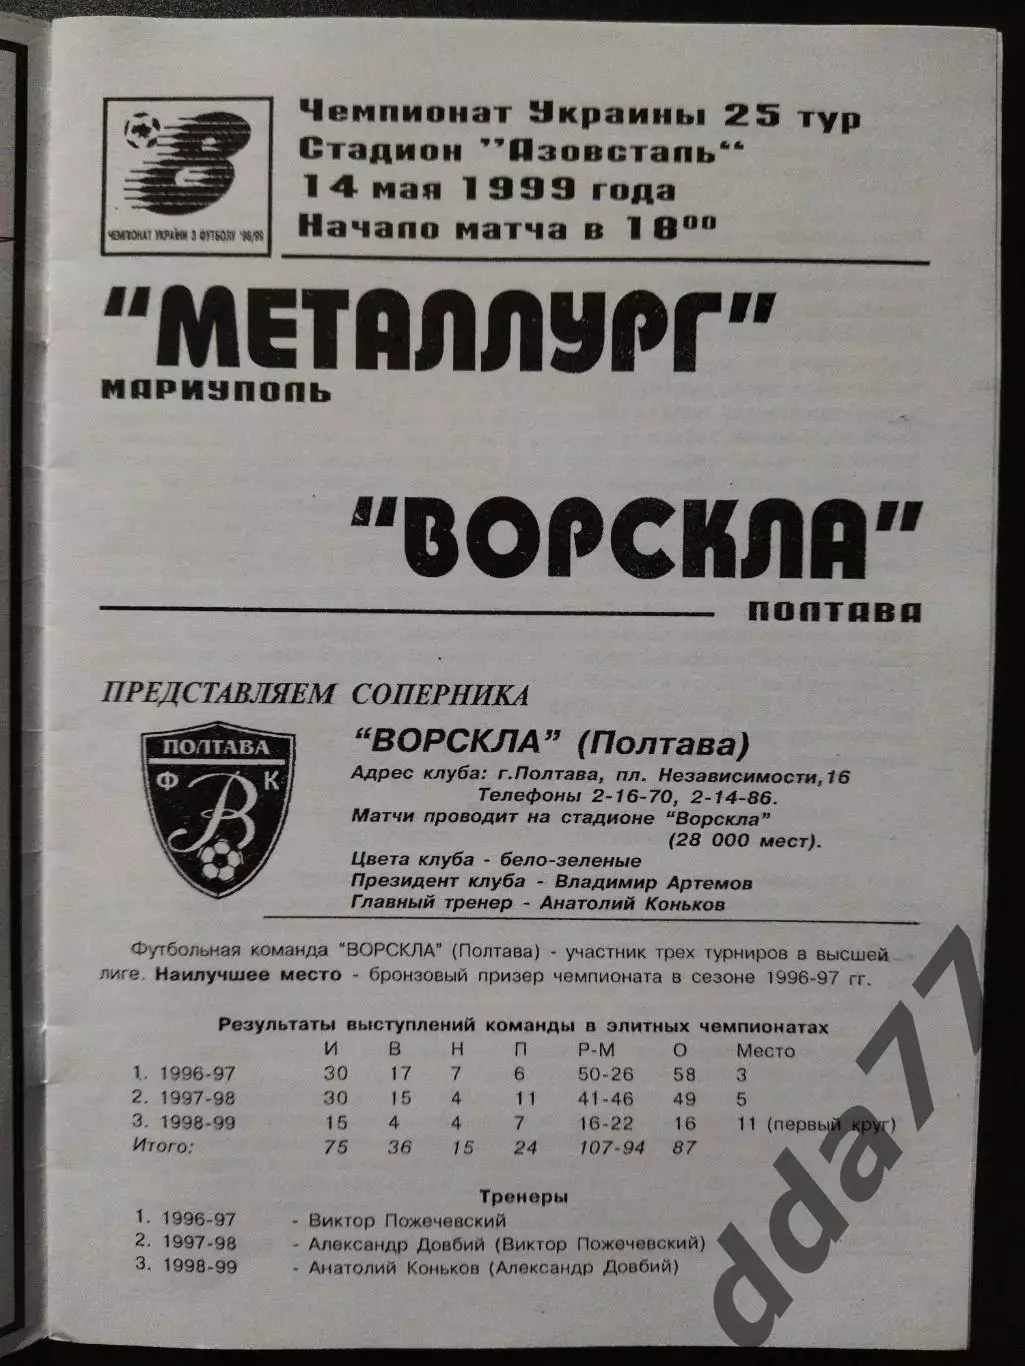 Чемпионат Украины 25 тур
Стадион "Азовсталь"
14 мая 1999 года
Начало матча в 18⁰⁰
8
ЧЕМПІОНАТ УКРАЇНИ З ФУТБОЛУ '98/99
"МЕТАЛЛУРГ"
МАРИУПОЛЬ
"ВОРСКЛА"
ПОЛТАВА
ПРЕДСТАВЛЯЕМ СОПЕРНИКА
ПОЛТАВА
Ф В К
"ВОРСКЛА" (Полтава)
Адрес клуба: г.Полтава, пл. Независимости,16
Телефоны 2-16-70, 2-14-86.
Матчи проводит на стадионе "Ворскла"
(28 000 мест).
Цвета клуба - бело-зеленые
Президент клуба - Владимир Артемов
Главный тренер - Анатолий Коньков
Футбольная команда "ВОРСКЛА" (Полтава) - участник трех турниров в высшей
лиге. Наилучшее место - бронзовый призер чемпионата в сезоне 1996-97 гг.
Результаты выступлений команды в элитных чемпионатах
И В Н П Р-М О Место
1. 1996-97 30 17 7 6 50-26 58 3
2. 1997-98 30 15 4 11 41-46 49 5
3. 1998-99 15 4 4 7 16-22 16 11 (первый круг)
Итого: 75 36 15 24 107-94 87
Тренеры
1. 1996-97 - Виктор Пожечевский
2. 1997-98 - Александр Довбий (Виктор Пожечевский)
3. 1998-99 - Анатолий Коньков (Александр Довбий)
dda77